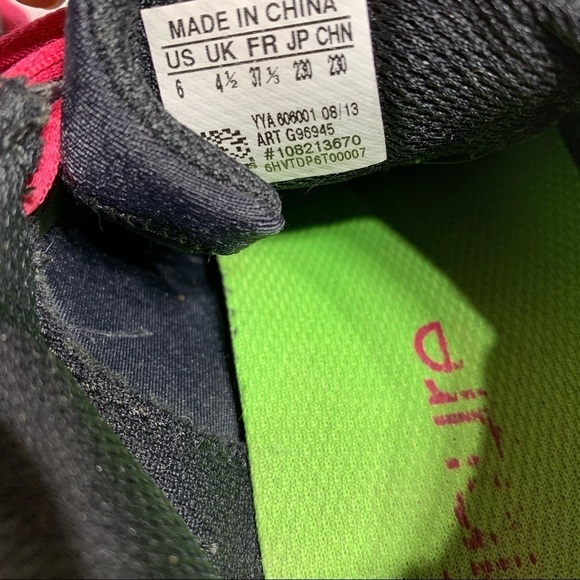 MADE IN CHINA
US UK FR JP CHN
6 4½ 37⅓ 230 230
YYA 606001 08/13
ART G96945
#108213670
6HVTDP6T00007